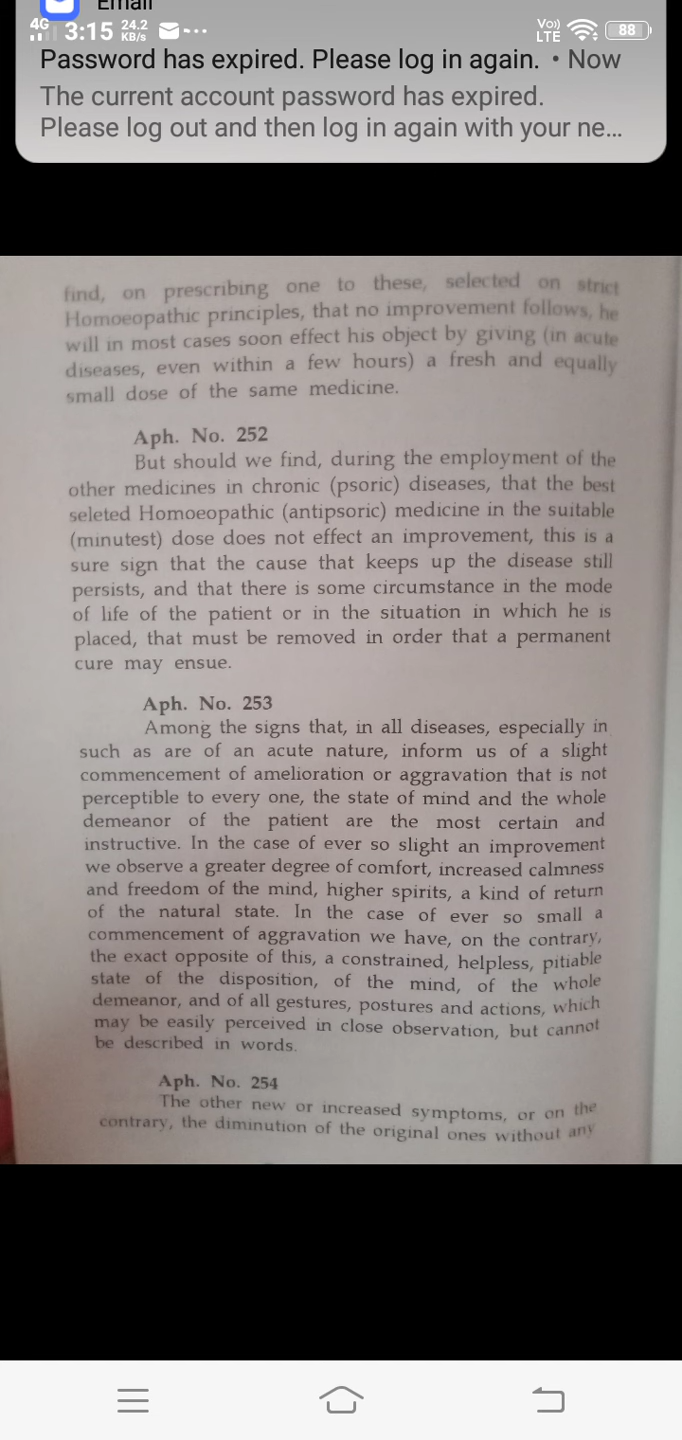 Email
4G 3:15 24.2 KB/s ... Vo) LTE 88
Password has expired. Please log in again. • Now
The current account password has expired.
Please log out and then log in again with your ne...
find, on prescribing one to these, selected on strict
Homoeopathic principles, that no improvement follows, he
will in most cases soon effect his object by giving (in acute
diseases, even within a few hours) a fresh and equally
small dose of the same medicine.
Aph. No. 252
But should we find, during the employment of the
other medicines in chronic (psoric) diseases, that the best
seleted Homoeopathic (antipsoric) medicine in the suitable
(minutest) dose does not effect an improvement, this is a
sure sign that the cause that keeps up the disease still
persists, and that there is some circumstance in the mode
of life of the patient or in the situation in which he is
placed, that must be removed in order that a permanent
cure may ensue.
Aph. No. 253
Among the signs that, in all diseases, especially in
such as are of an acute nature, inform us of a slight
commencement of amelioration or aggravation that is not
perceptible to every one, the state of mind and the whole
demeanor of the patient are the most certain and
instructive. In the case of ever so slight an improvement
we observe a greater degree of comfort, increased calmness
and freedom of the mind, higher spirits, a kind of return
of the natural state. In the case of ever so small a
commencement of aggravation we have, on the contrary,
the exact opposite of this, a constrained, helpless, pitiable
state of the disposition, of the mind, of the whole
demeanor, and of all gestures, postures and actions, which
may be easily perceived in close observation, but cannot
be described in words.
Aph. No. 254
The other new or increased symptoms, or on the
contrary, the diminution of the original ones without any